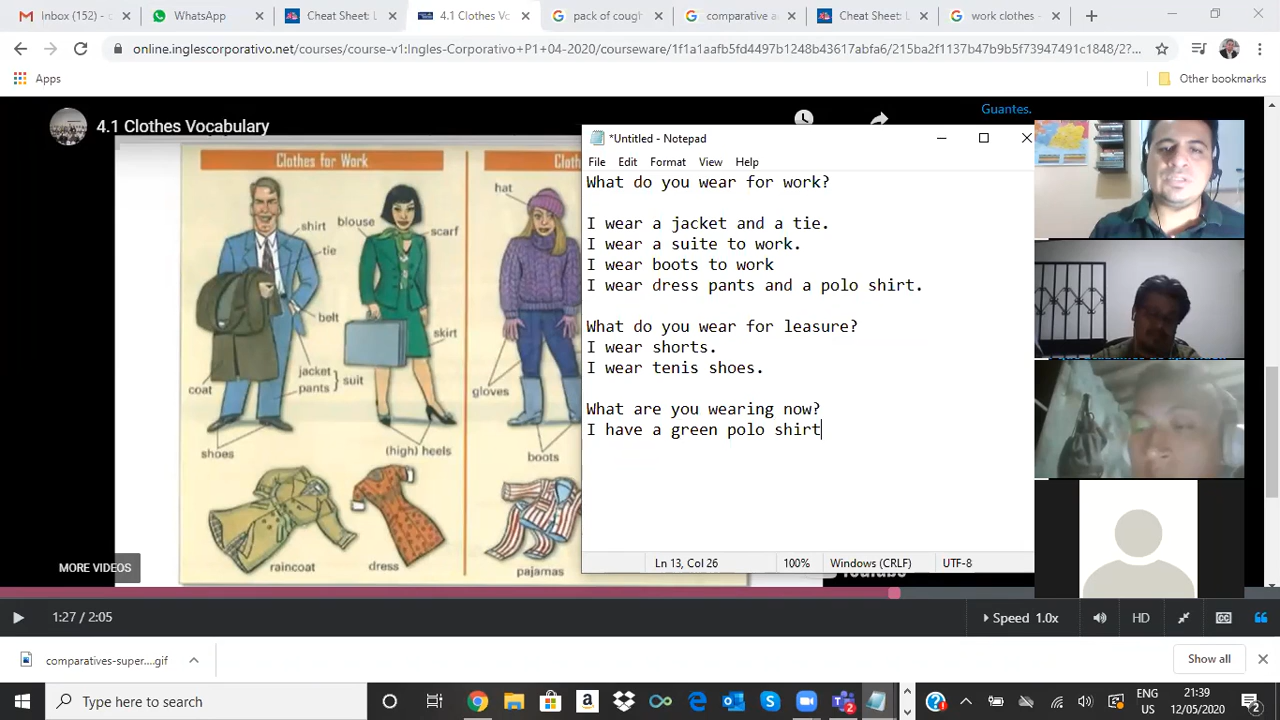 Inbox (152) - c
WhatsApp
Cheat Sheet: L
4.1 Clothes Vo
pack of cough
comparative a
Cheat Sheet: L
work clothes -
online.inglescorporativo.net/courses/course-v1:Ingles-Corporativo+P1+04-2020/courseware/1f1a1aafb5fd4497b1248b43617abfa6/215ba2f1137b47b9b5f73947491c1848/2?...
Apps
Other bookmarks
Guantes.
4.1 Clothes Vocabulary
Clothes for Work
Cloth
hat
shirt
blouse
scarf
tie
belt
skirt
jacket
pants
suit
coat
gloves
shoes
(high) heels
boots
raincoat
dress
pajamas
MORE VIDEOS
*Untitled - Notepad
File Edit Format View Help
What do you wear for work?
I wear a jacket and a tie.
I wear a suite to work.
I wear boots to work
I wear dress pants and a polo shirt.
What do you wear for leasure?
I wear shorts.
I wear tenis shoes.
What are you wearing now?
I have a green polo shirt
Ln 13, Col 26
100%
Windows (CRLF)
UTF-8
YouTube
1:27 / 2:05
Speed 1.0x
HD
CC
comparatives-super....gif
Show all
Type here to search
ENG
US
21:39
12/05/2020
2
2